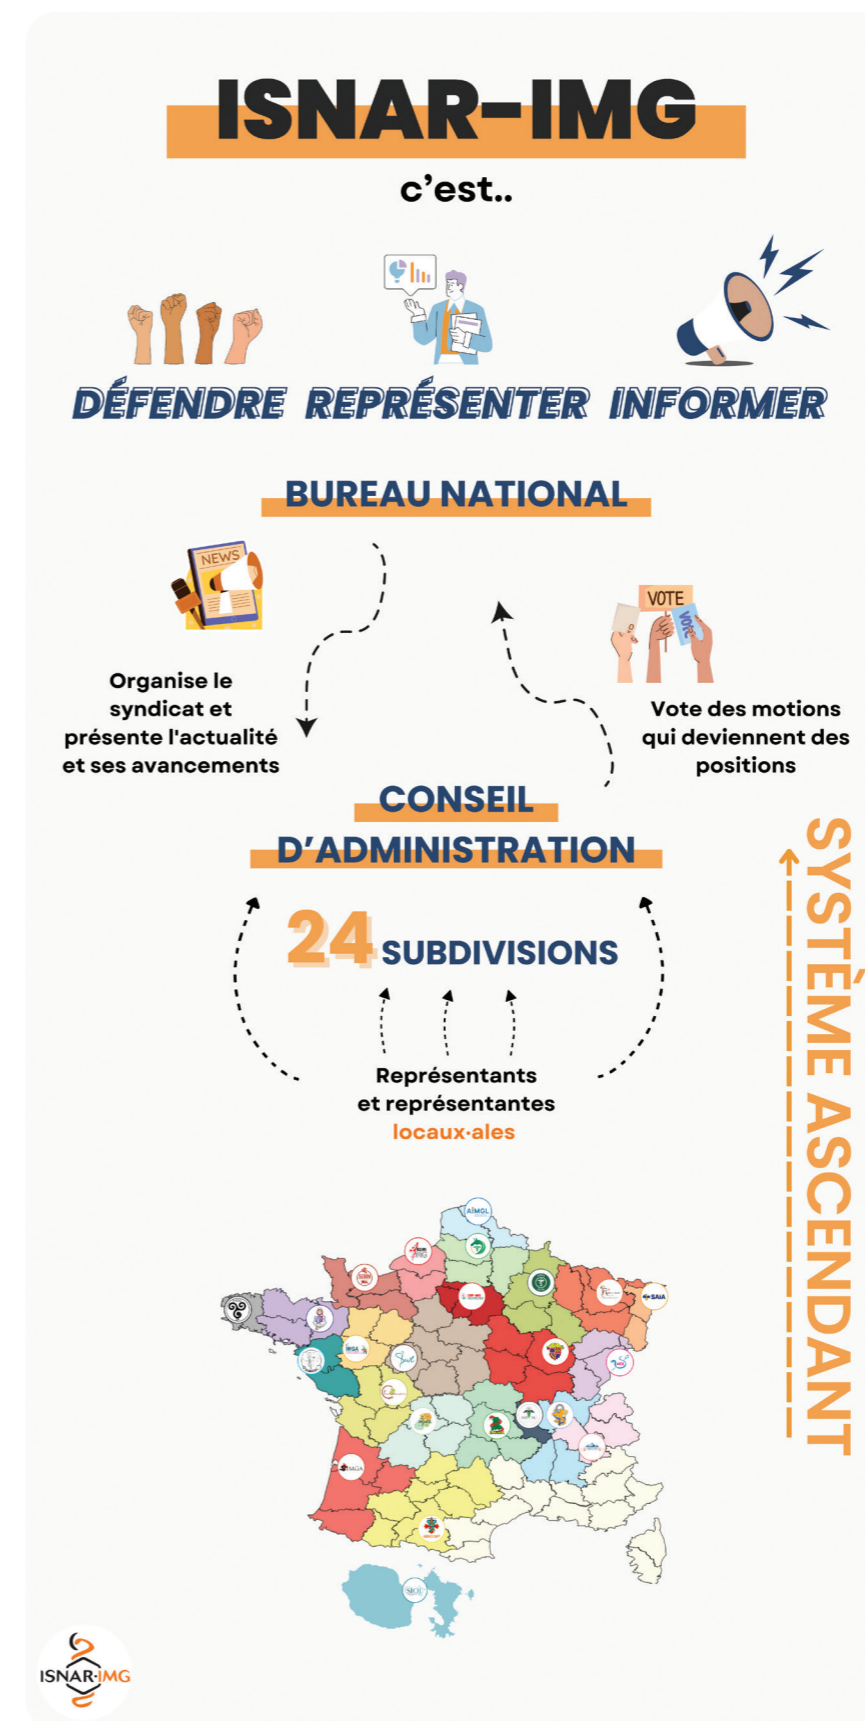 ISNAR-IMG
c'est..
DÉFENDRE REPRÉSENTER INFORMER
BUREAU NATIONAL
NEWS
VOTE
VOTE
Organise le
syndicat et
présente l'actualité
et ses avancements
Vote des motions
qui deviennent des
positions
CONSEIL
D'ADMINISTRATION
24 SUBDIVISIONS
Représentants
et représentantes
locaux·ales
SYSTÈME ASCENDANT
AIMGL
SAIA
ISNAR-IMG